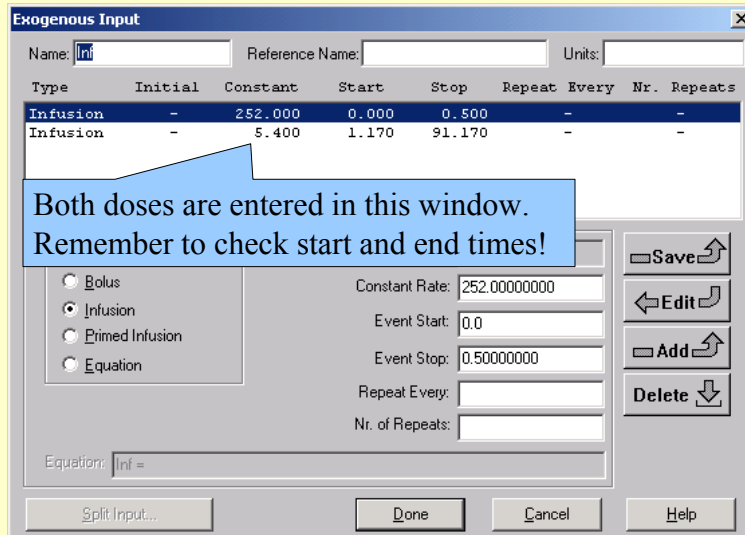 Exogenous Input
Name: Inf Reference Name: Units:
Type Initial Constant Start Stop Repeat Every Nr. Repeats
Infusion - 252.000 0.000 0.500 - -
Infusion - 5.400 1.170 91.170 - -
Both doses are entered in this window.
Remember to check start and end times!
Bolus
Infusion
Primed Infusion
Equation
Constant Rate: 252.00000000
Event Start: 0.0
Event Stop: 0.50000000
Repeat Every:
Nr. of Repeats:
Equation: Inf =
Save
Edit
Add
Delete
Split Input...
Done
Cancel
Help